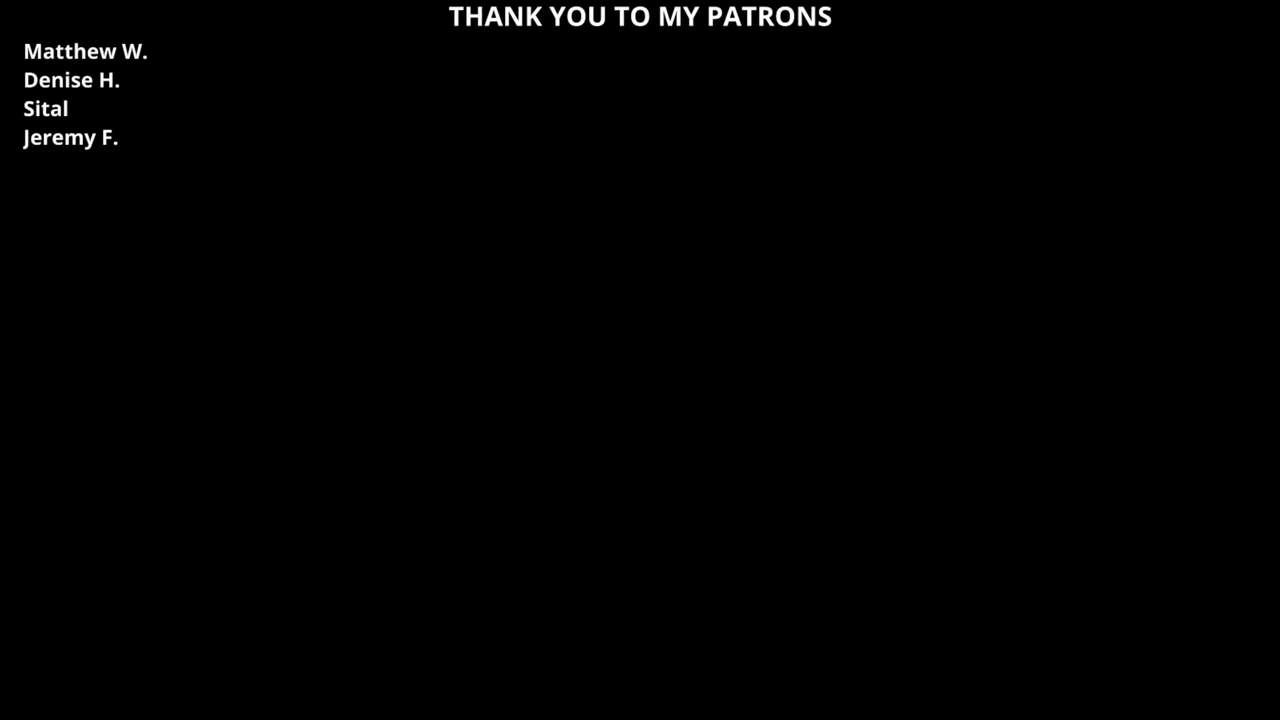 THANK YOU TO MY PATRONS
Matthew W.
Denise H.
Sital
Jeremy F.